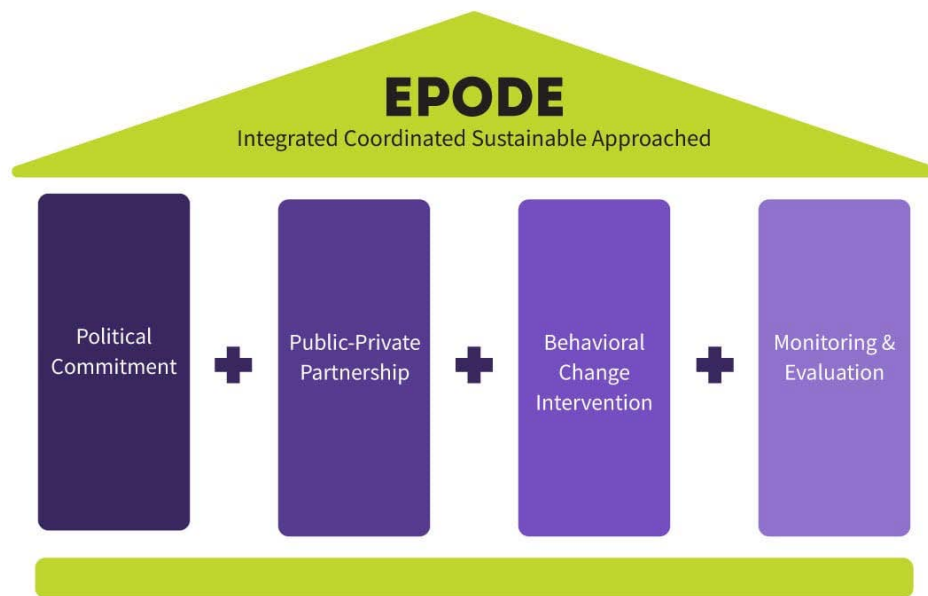 EPODE
Integrated Coordinated Sustainable Approached
Political
Commitment
Public-Private
Partnership
Behavioral
Change
Intervention
Monitoring &
Evaluation